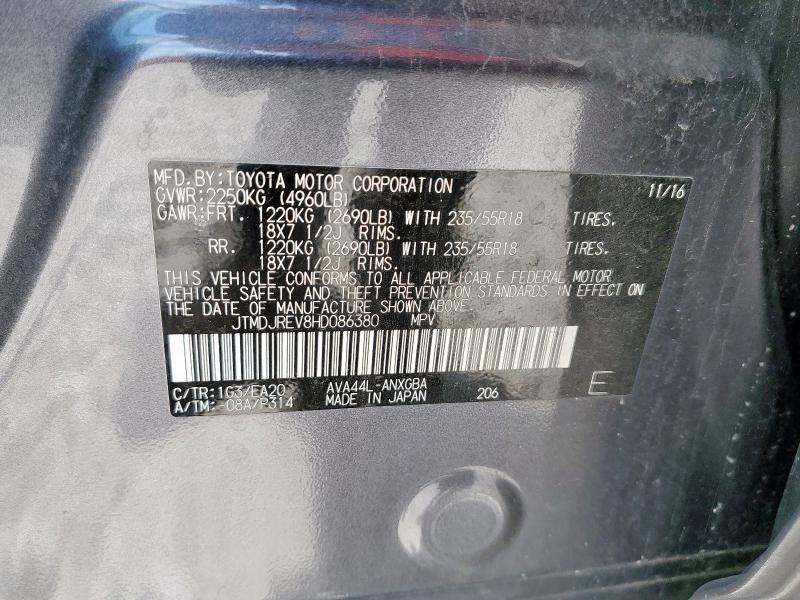 MFD.BY:TOYOTA MOTOR CORPORATION 11/16
GVWR:2250KG (4960LB)
GAWR:FRT. 1220KG (2690LB) WITH 235/55R18 TIRES.
18X7 1/2J RIMS.
RR. 1220KG (2690LB) WITH 235/55R18 TIRES.
18X7 1/2J RIMS.
THIS VEHICLE CONFORMS TO ALL APPLICABLE FEDERAL MOTOR
VEHICLE SAFETY AND THEFT PREVENTION STANDARDS IN EFFECT ON
THE DATE OF MANUFACTURE SHOWN ABOVE.
JTMDJREV8HD086380 MPV
C/TR:1G3/EA20 AVA44L-ANXGBA
A/TM:-08A/P314 MADE IN JAPAN 206 E